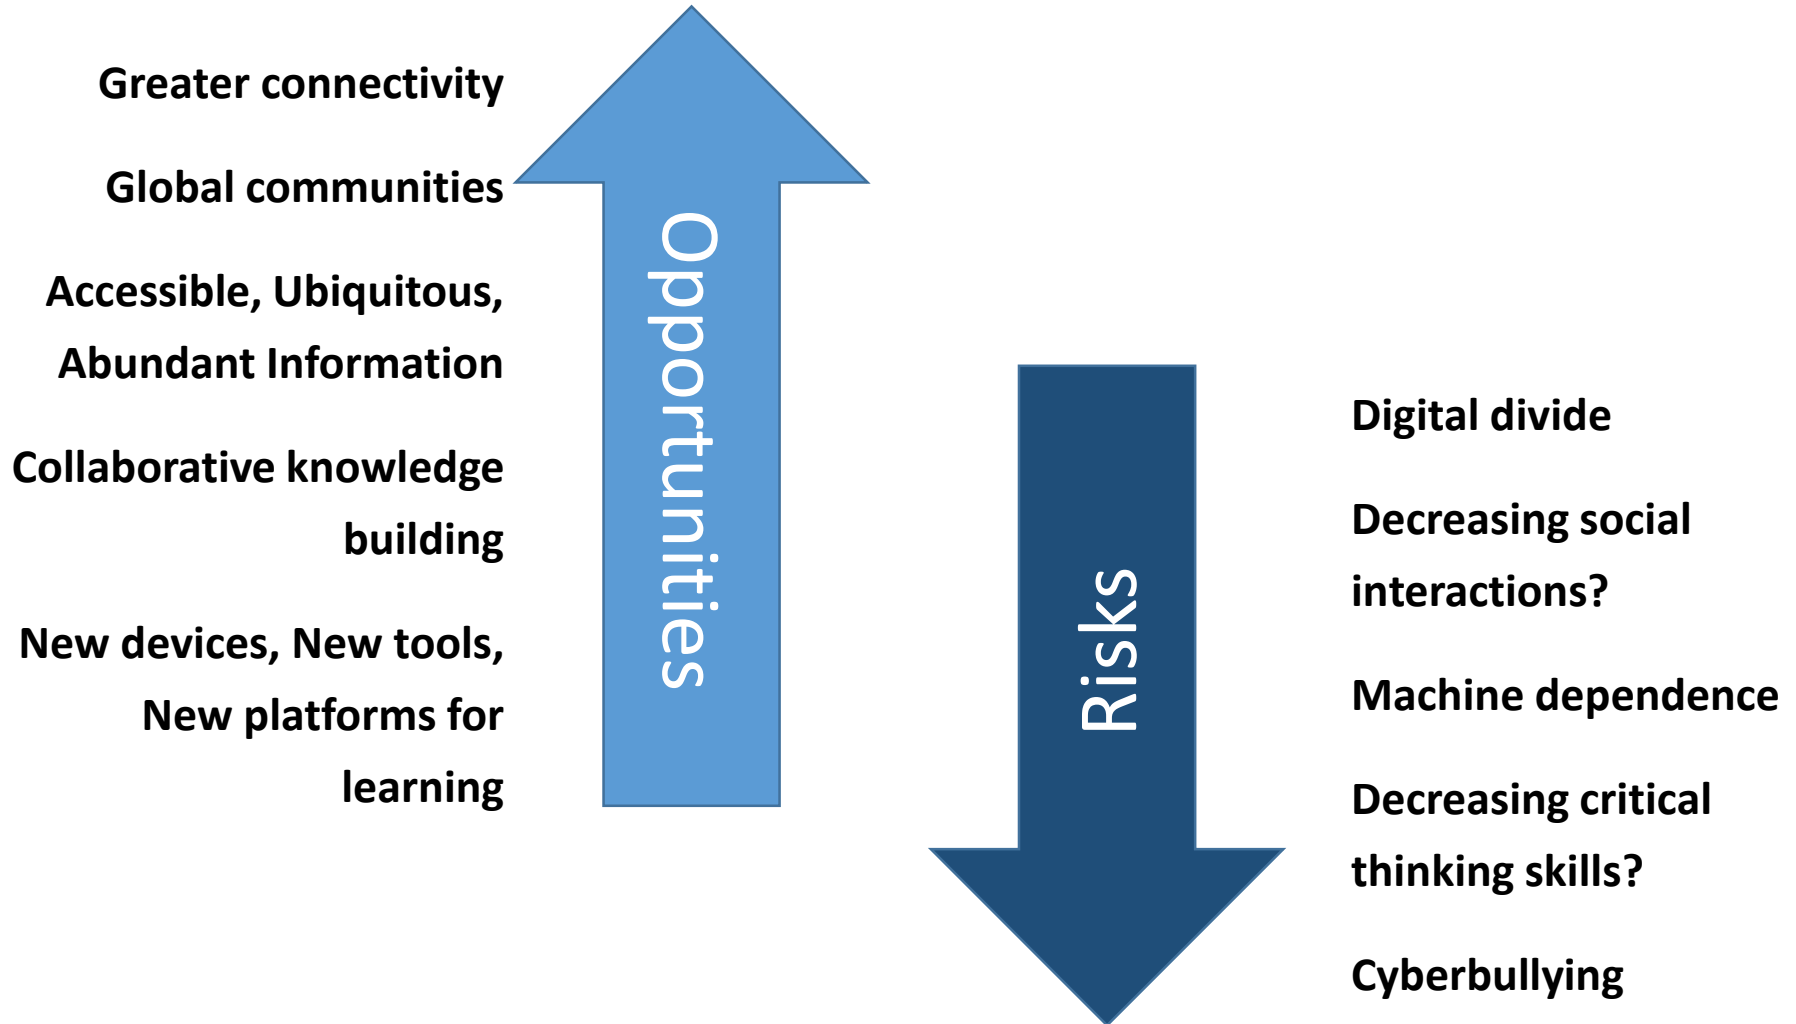 Greater connectivity
Global communities
Accessible, Ubiquitous,
Abundant Information
Collaborative knowledge
building
New devices, New tools,
New platforms for
learning
Opportunities
Risks
Digital divide
Decreasing social
interactions?
Machine dependence
Decreasing critical
thinking skills?
Cyberbullying